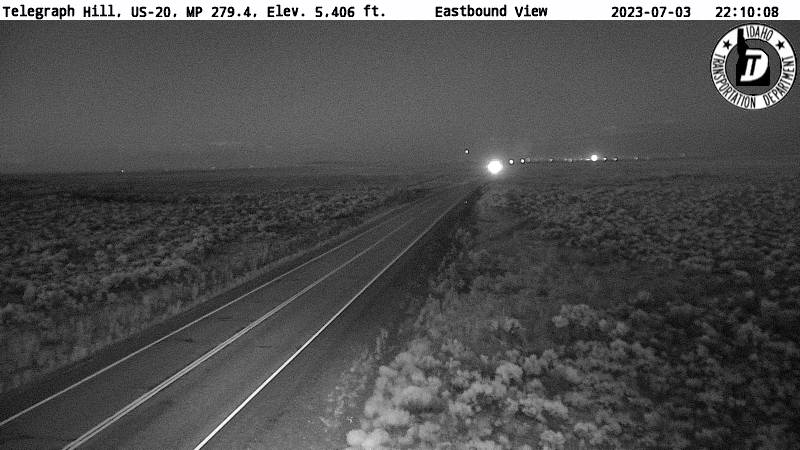 Telegraph Hill, US-20, MP 279.4, Elev. 5,406 ft. Eastbound View 2023-07-03 22:10:08
IDAHO
TRANSPORTATION DEPARTMENT